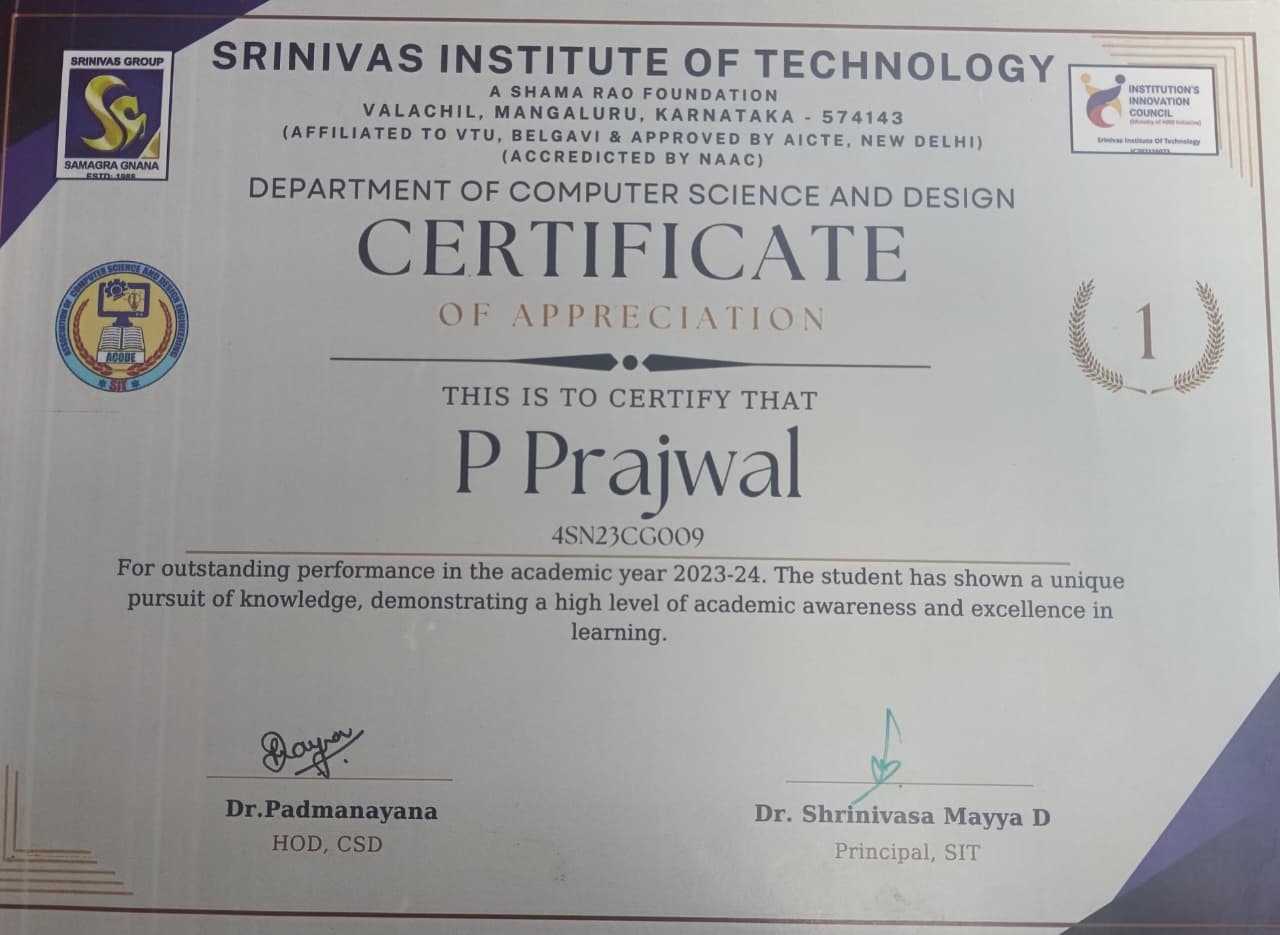 SRINIVAS GROUP
SAMAGRA GNANA
ESTD: 1988
SRINIVAS INSTITUTE OF TECHNOLOGY
A SHAMA RAO FOUNDATION
VALACHIL, MANGALURU, KARNATAKA - 574143
(AFFILIATED TO VTU, BELGAVI & APPROVED BY AICTE, NEW DELHI)
(ACCREDICTED BY NAAC)
INSTITUTION'S
INNOVATION
COUNCIL
(Ministry of HRD Initiative)
Srinivas Institute Of Technology
DEPARTMENT OF COMPUTER SCIENCE AND DESIGN
CERTIFICATE
OF APPRECIATION
ASSOCIATION OF COMPUTER SCIENCE AND DESIGN ENGINEERING
ACODE
SIT
1
THIS IS TO CERTIFY THAT
P Prajwal
4SN23CG009
For outstanding performance in the academic year 2023-24. The student has shown a unique
pursuit of knowledge, demonstrating a high level of academic awareness and excellence in
learning.
Dr.Padmanayana
HOD, CSD
Dr. Shrinivasa Mayya D
Principal, SIT